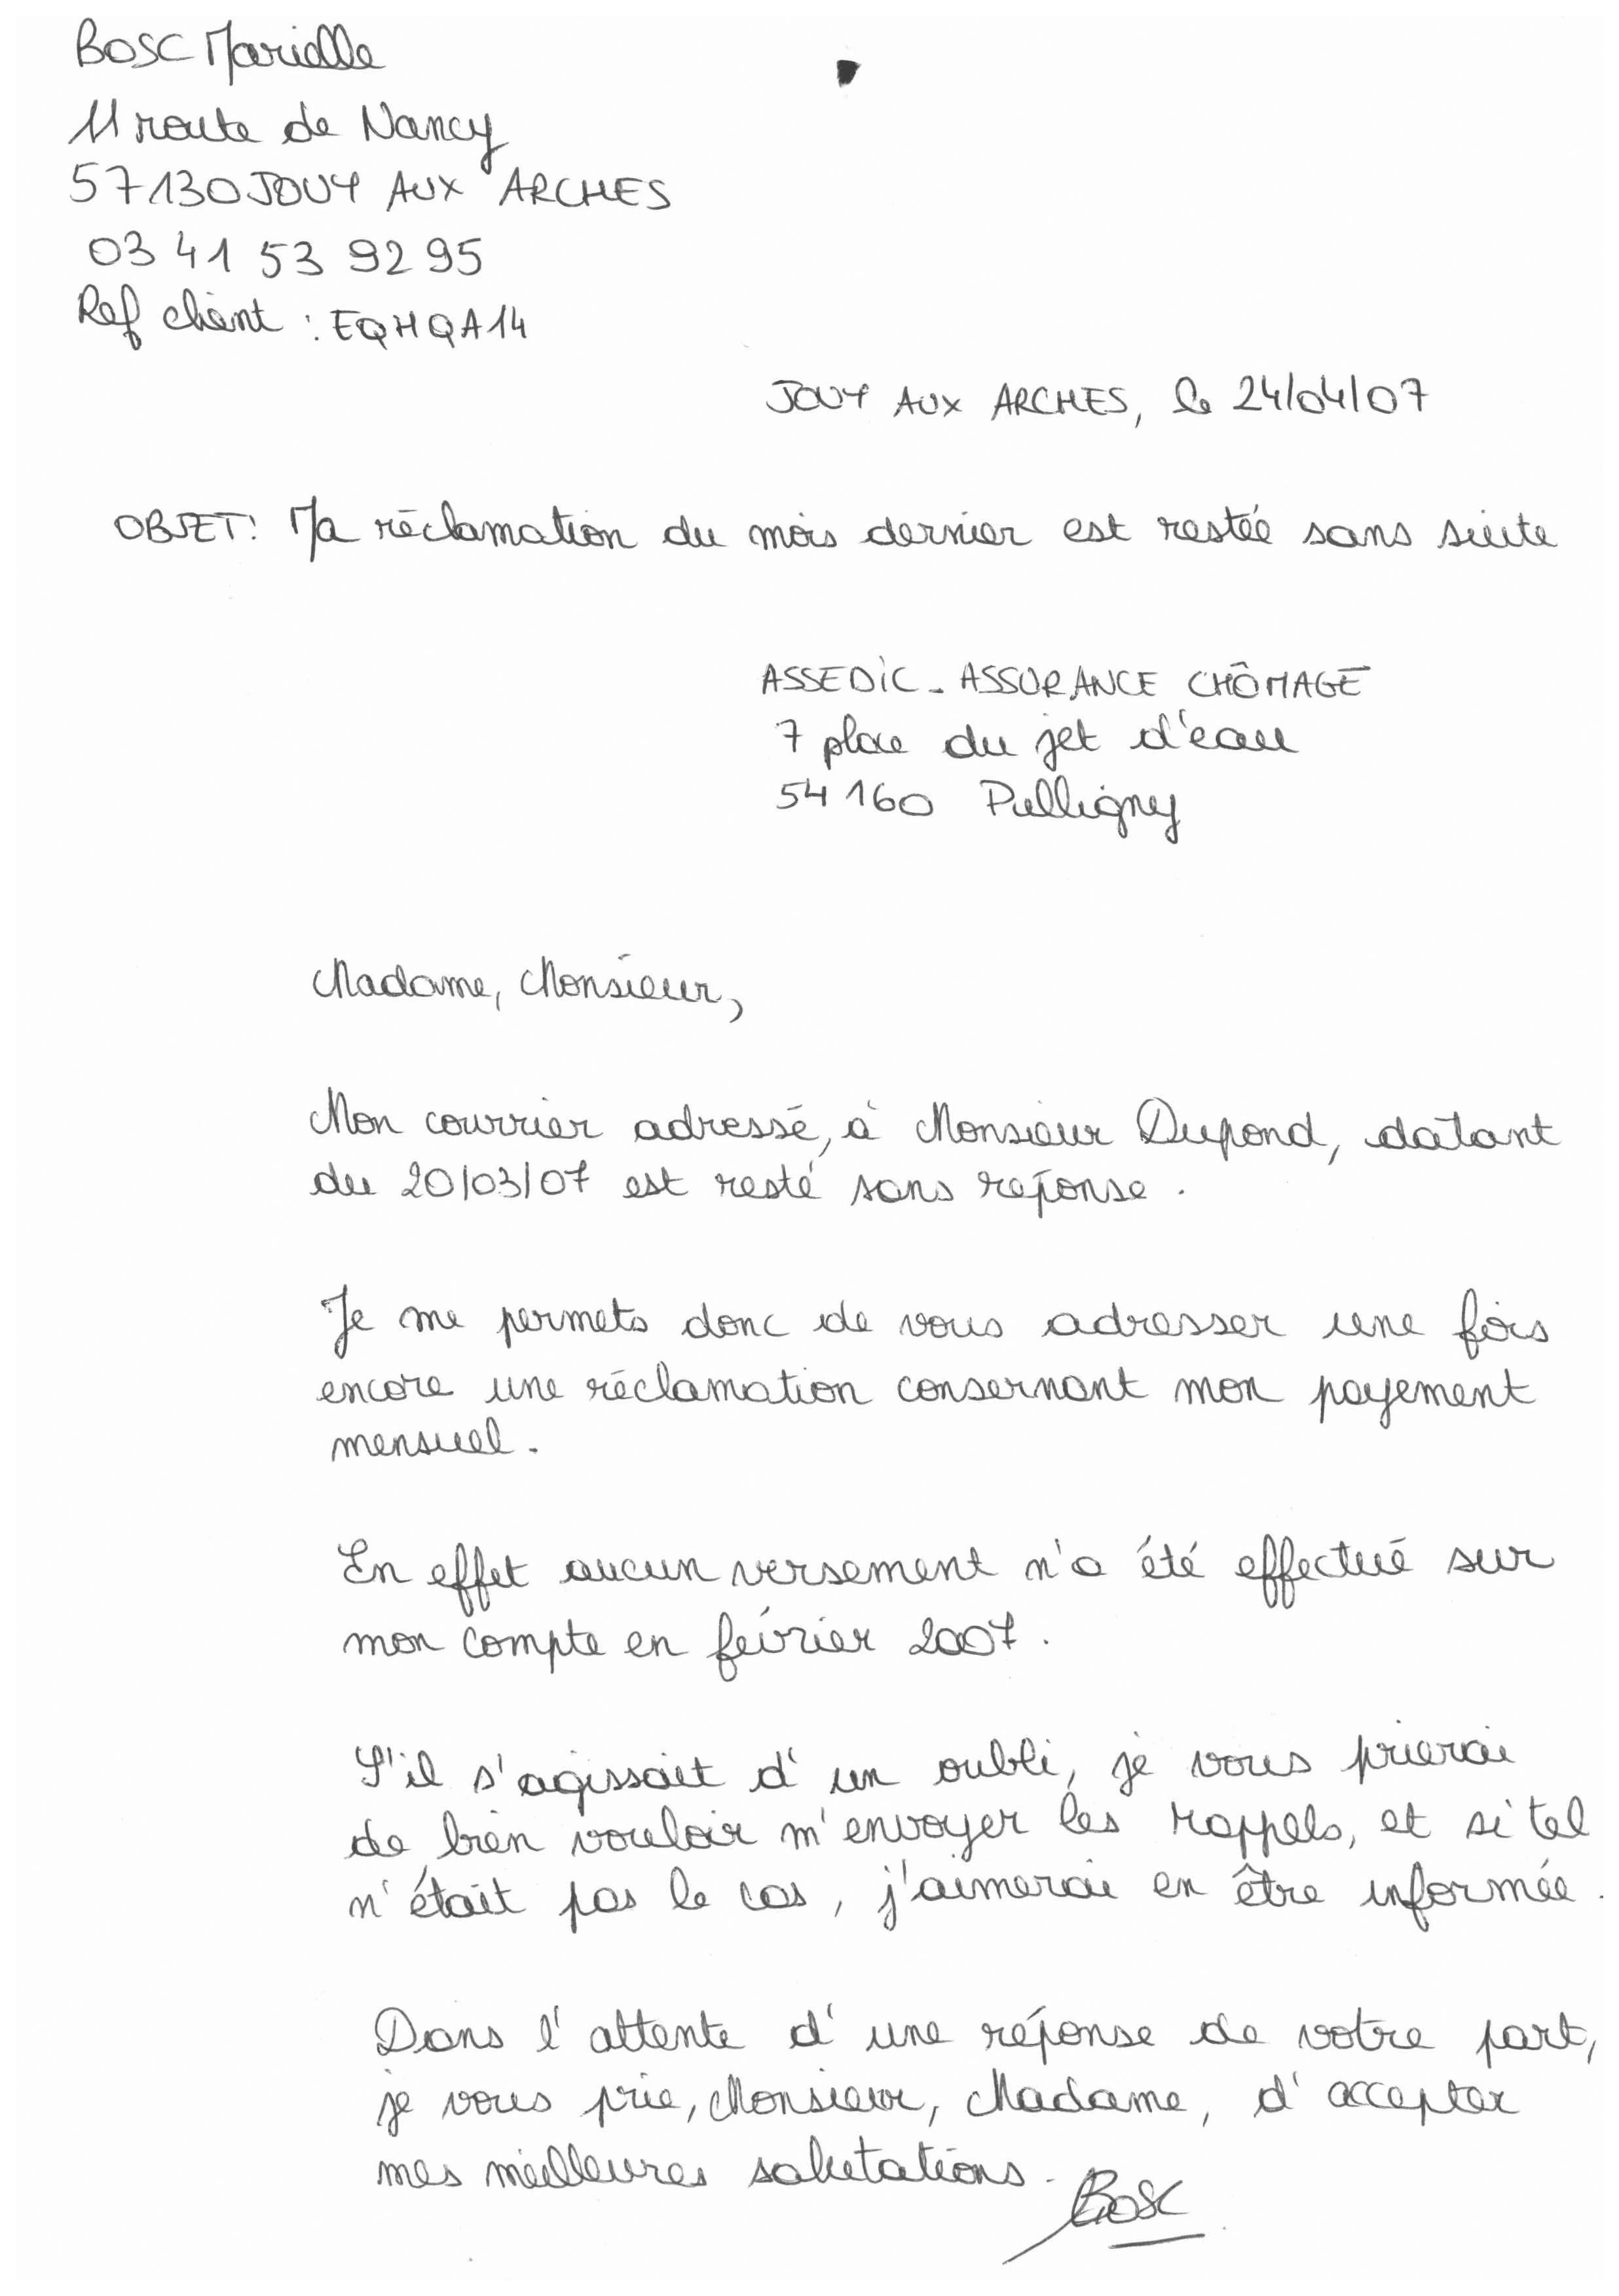 BOSC Marielle
11 route de Nancy
57130 JOUY AUX ARCHES
03 41 53 92 95
Ref client : EQHQA14
JOUY AUX ARCHES, le 24/04/07
OBJET : Ma réclamation du mois dernier est restée sans suite
ASSEDIC - ASSURANCE CHÔMAGE
7 place du jet d'eau
54160 Pulligny
Madame, Monsieur,
Mon courrier adressé, à Monsieur Dupond, datant
du 20/03/07 est resté sans réponse.
Je me permets donc de vous adresser une fois
encore une réclamation consernant mon payement
mensuel.
En effet aucun versement n'a été effectué sur
mon compte en février 2007.
S'il s'agissait d'un oubli, je vous prierai
de bien vouloir m'envoyer les rappels, et si tel
n'était pas le cas, j'aimerai en être informée.
Dans l'attente d'une réponse de votre part,
je vous prie, Monsieur, Madame, d'accepter
mes meilleures salutations.
Bosc